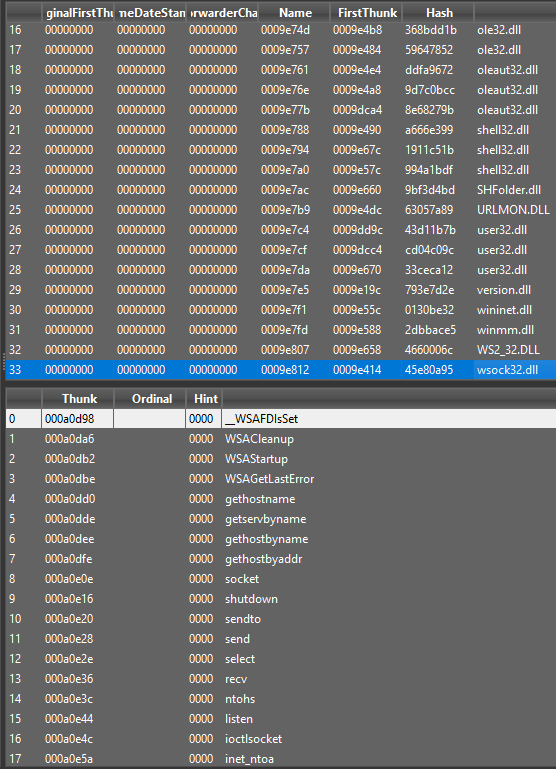 ginalFirstThu meDateStam orwarderCha Name FirstThunk Hash
16 00000000 00000000 00000000 0009e74d 0009e4b8 368bdd1b ole32.dll
17 00000000 00000000 00000000 0009e757 0009e484 59647852 ole32.dll
18 00000000 00000000 00000000 0009e761 0009e4e4 ddfa9672 oleaut32.dll
19 00000000 00000000 00000000 0009e76e 0009e4a8 9d7c0bcc oleaut32.dll
20 00000000 00000000 00000000 0009e77b 0009dca4 8e68279b oleaut32.dll
21 00000000 00000000 00000000 0009e788 0009e490 a666e399 shell32.dll
22 00000000 00000000 00000000 0009e794 0009e67c 1911c51b shell32.dll
23 00000000 00000000 00000000 0009e7a0 0009e57c 994a1bdf shell32.dll
24 00000000 00000000 00000000 0009e7ac 0009e660 9bf3d4bd SHFolder.dll
25 00000000 00000000 00000000 0009e7b9 0009e4dc 63057a89 URLMON.DLL
26 00000000 00000000 00000000 0009e7c4 0009dd9c 43d11b7b user32.dll
27 00000000 00000000 00000000 0009e7cf 0009dcc4 cd04c09c user32.dll
28 00000000 00000000 00000000 0009e7da 0009e670 33ceca12 user32.dll
29 00000000 00000000 00000000 0009e7e5 0009e19c 793e7d2e version.dll
30 00000000 00000000 00000000 0009e7f1 0009e55c 0130be32 wininet.dll
31 00000000 00000000 00000000 0009e7fd 0009e588 2dbbace5 winmm.dll
32 00000000 00000000 00000000 0009e807 0009e658 4660006c WS2_32.DLL
33 00000000 00000000 00000000 0009e812 0009e414 45e80a95 wsock32.dll
Thunk Ordinal Hint
0 000a0d98 0000 __WSAFDIsSet
1 000a0da6 0000 WSACleanup
2 000a0db2 0000 WSAStartup
3 000a0dbe 0000 WSAGetLastError
4 000a0dd0 0000 gethostname
5 000a0dde 0000 getservbyname
6 000a0dee 0000 gethostbyname
7 000a0dfe 0000 gethostbyaddr
8 000a0e0e 0000 socket
9 000a0e16 0000 shutdown
10 000a0e20 0000 sendto
11 000a0e28 0000 send
12 000a0e2e 0000 select
13 000a0e36 0000 recv
14 000a0e3c 0000 ntohs
15 000a0e44 0000 listen
16 000a0e4c 0000 ioctlsocket
17 000a0e5a 0000 inet_ntoa